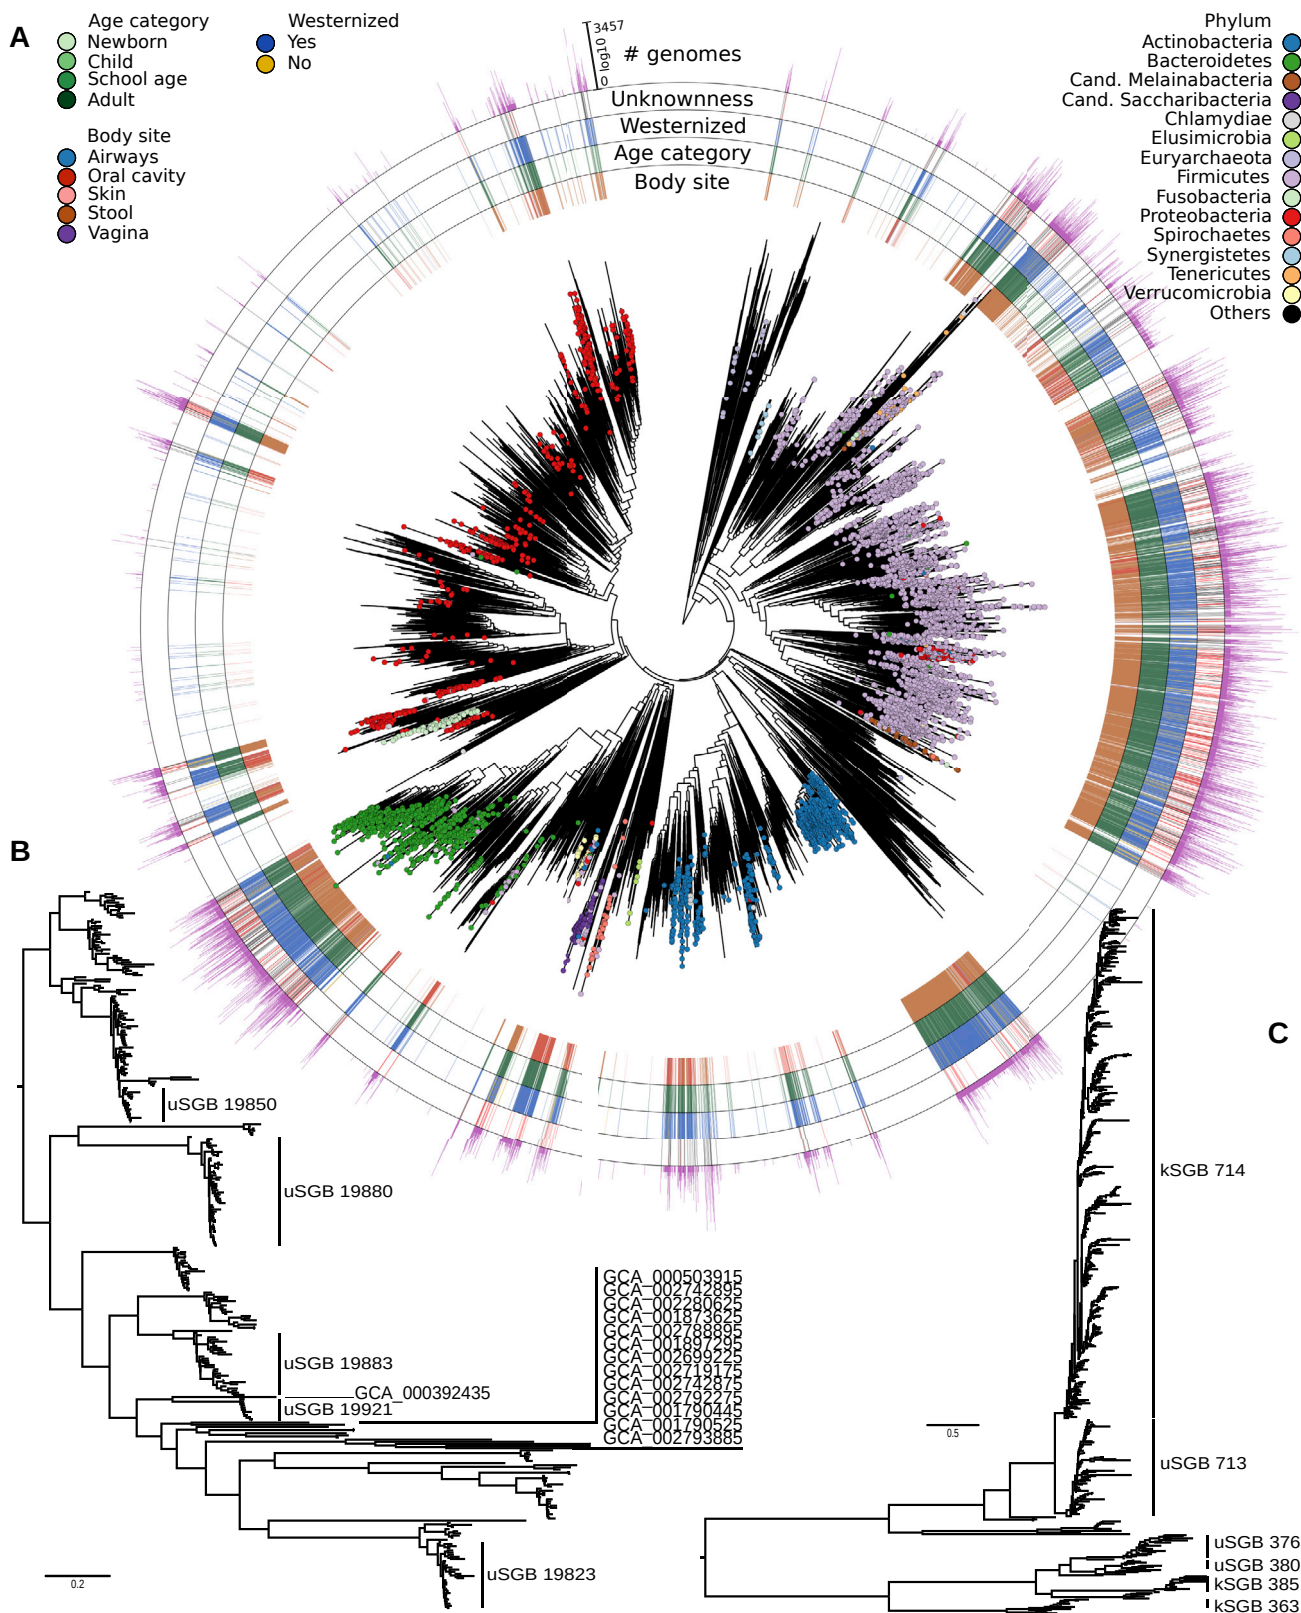 A
Age category
Newborn
Child
School age
Adult
Westernized
Yes
No
Body site
Airways
Oral cavity
Skin
Stool
Vagina
3457
log10
0
# genomes
Unknownness
Westernized
Age category
Body site
Phylum
Actinobacteria
Bacteroidetes
Cand. Melainabacteria
Cand. Saccharibacteria
Chlamydiae
Elusimicrobia
Euryarchaeota
Firmicutes
Fusobacteria
Proteobacteria
Spirochaetes
Synergistetes
Tenericutes
Verrucomicrobia
Others
B
uSGB 19850
uSGB 19880
uSGB 19883
GCA_000392435
uSGB 19921
GCA_000503915
GCA_002742895
GCA_002280625
GCA_001873625
GCA_002788895
GCA_001897295
GCA_002699225
GCA_002719175
GCA_002742875
GCA_002792275
GCA_001790445
GCA_001790525
GCA_002793885
uSGB 19823
0.2
C
kSGB 714
0.5
uSGB 713
uSGB 376
uSGB 380
kSGB 385
kSGB 363